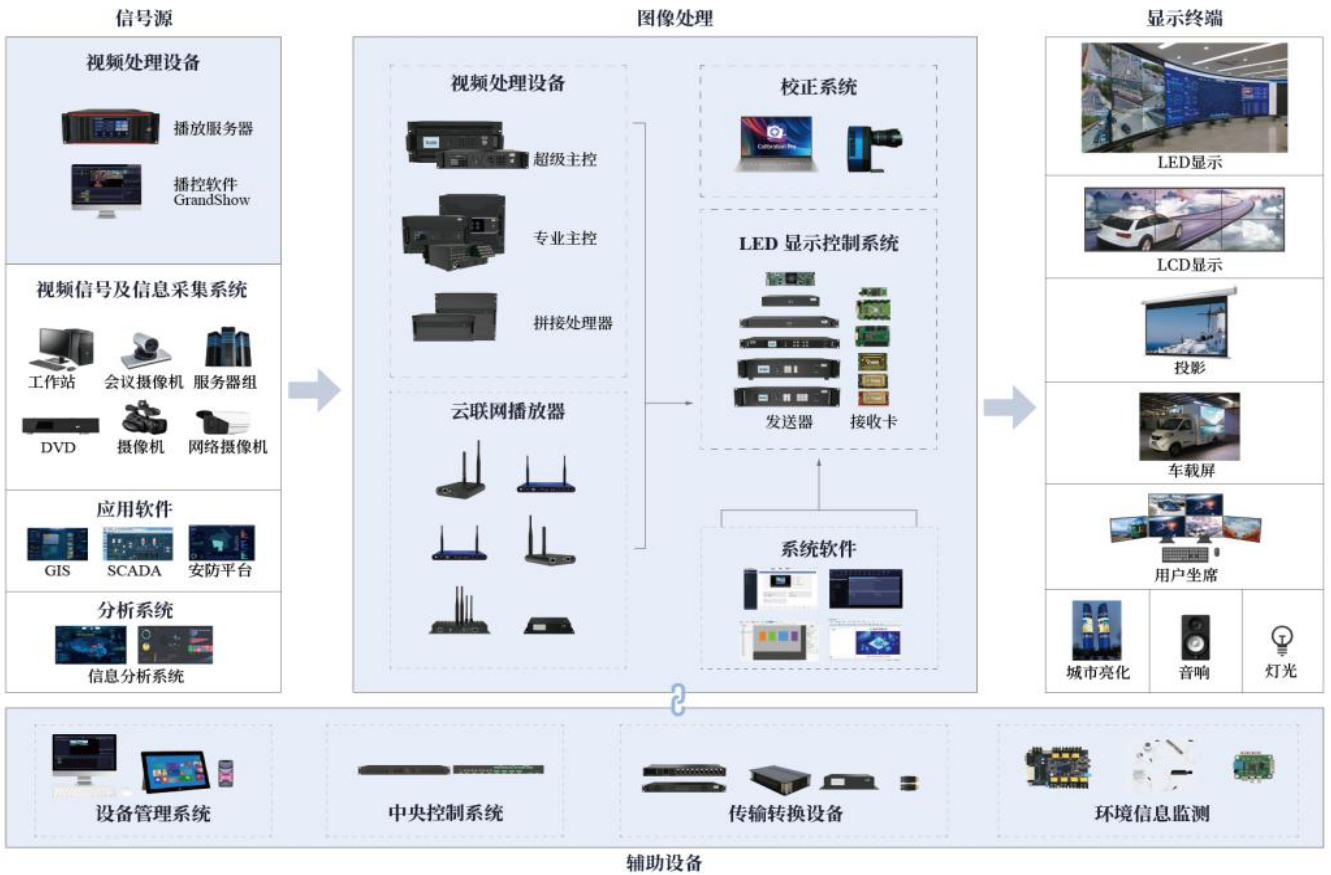 信号源
图像处理
显示终端
视频处理设备
播放服务器
播控软件
GrandShow
视频信号及信息采集系统
工作站
会议摄像机
服务器组
DVD
摄像机
网络摄像机
应用软件
GIS
SCADA
安防平台
分析系统
信息分析系统
视频处理设备
超级主控
专业主控
拼接处理器
云联网播放器
校正系统
Calibration Pro
LED 显示控制系统
发送器
接收卡
系统软件
LED显示
LCD显示
投影
车载屏
用户坐席
城市亮化
音响
灯光
设备管理系统
中央控制系统
传输转换设备
环境信息监测
辅助设备